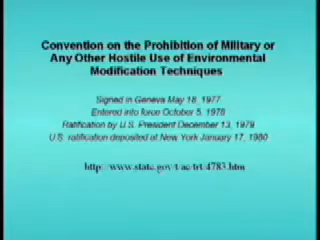 Convention on the Prohibition of Military or
Any Other Hostile Use of Environmental
Modification Techniques
Signed in Geneva May 18, 1977
Entered into force October 5, 1978
Ratification by U.S. President December 13, 1979
U.S. ratification deposited at New York January 17, 1980
http://www.state.gov/t/ac/trt/4783.htm